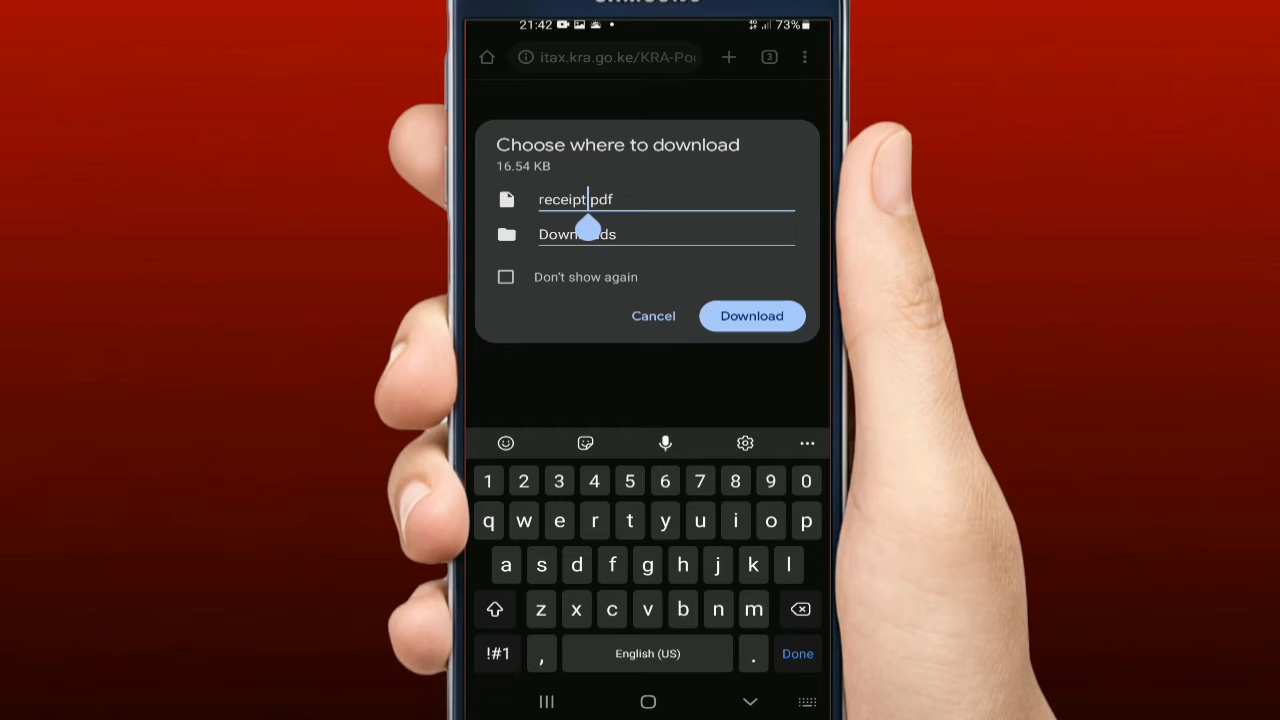 SAMSUNG
21:42 73%
itax.kra.go.ke/KRA-Po
3
Choose where to download
16.54 KB
receipt pdf
Downloads
Don't show again
Cancel Download
1 2 3 4 5 6 7 8 9 0
q w e r t y u i o p
a s d f g h j k l
z x c v b n m
!#1 , English (US) . Done